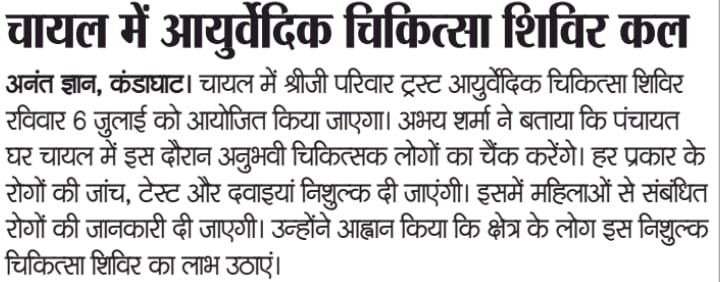 चायल में आयुर्वेदिक चिकित्सा शिविर कल
अनंत ज्ञान, कंडाघाट। चायल में श्रीजी परिवार ट्रस्ट आयुर्वेदिक चिकित्सा शिविर
रविवार 6 जुलाई को आयोजित किया जाएगा। अभय शर्मा ने बताया कि पंचायत
घर चायल में इस दौरान अनुभवी चिकित्सक लोगों का चैंक करेंगे। हर प्रकार के
रोगों की जांच, टेस्ट और दवाइयां निशुल्क दी जाएंगी। इसमें महिलाओं से संबंधित
रोगों की जानकारी दी जाएगी। उन्होंने आह्वान किया कि क्षेत्र के लोग इस निशुल्क
चिकित्सा शिविर का लाभ उठाएं।